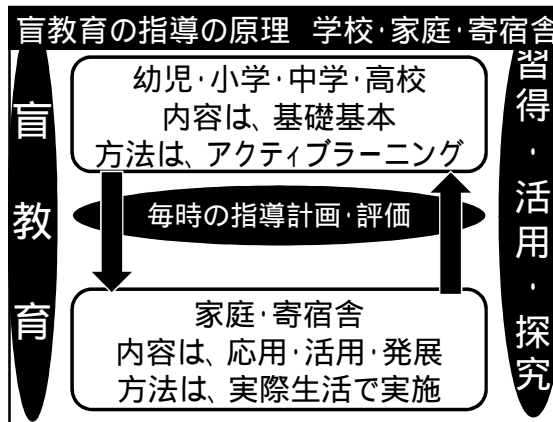 盲教育の指導の原理 学校・家庭・寄宿舎
盲教育
幼児・小学・中学・高校
内容は、基礎基本
方法は、アクティブラーニング
毎時の指導計画・評価
家庭・寄宿舎
内容は、応用・活用・発展
方法は、実際生活で実施
習得・活用・探究